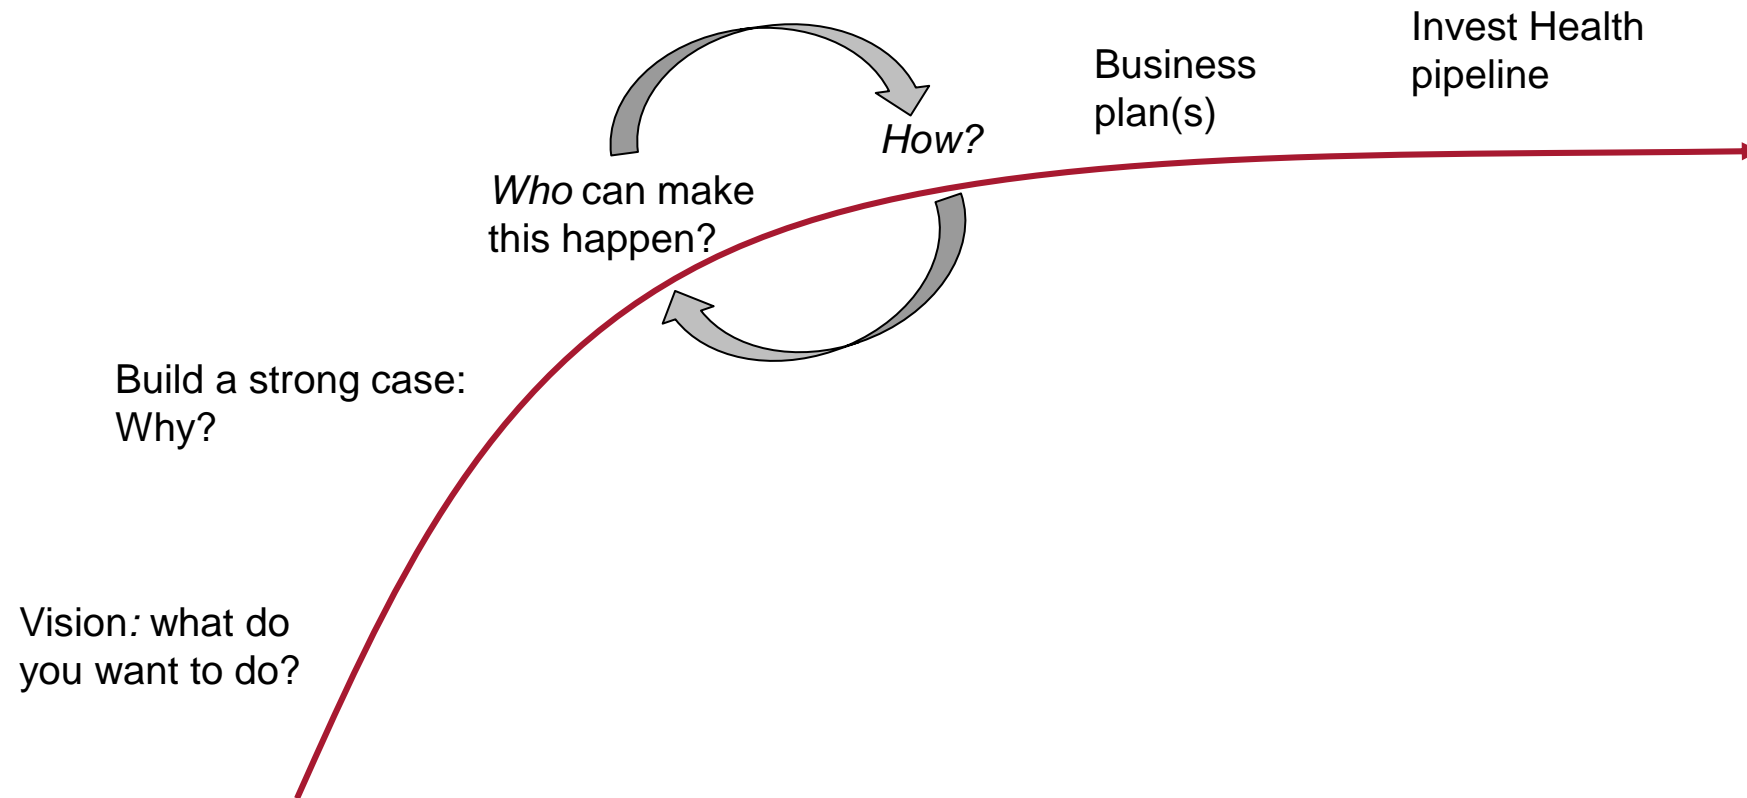 Invest Health
pipeline
Business
plan(s)
How?
Who can make
this happen?
Build a strong case:
Why?
Vision: what do
you want to do?